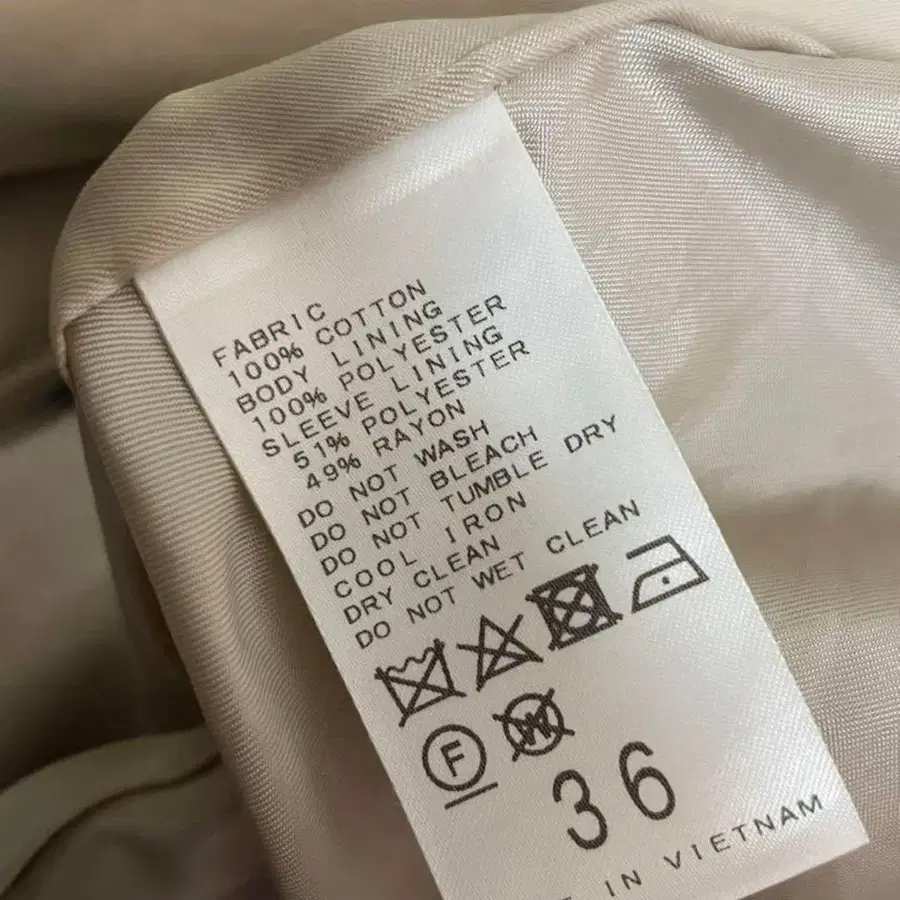 FABRIC
100% COTTON
BODY LINING
100% POLYESTER
SLEEVE LINING
51% POLYESTER
49% RAYON
DO NOT WASH
DO NOT BLEACH
DO NOT TUMBLE DRY
COOL IRON
DRY CLEAN
DO NOT WET CLEAN
F W
36
IN VIETNAM